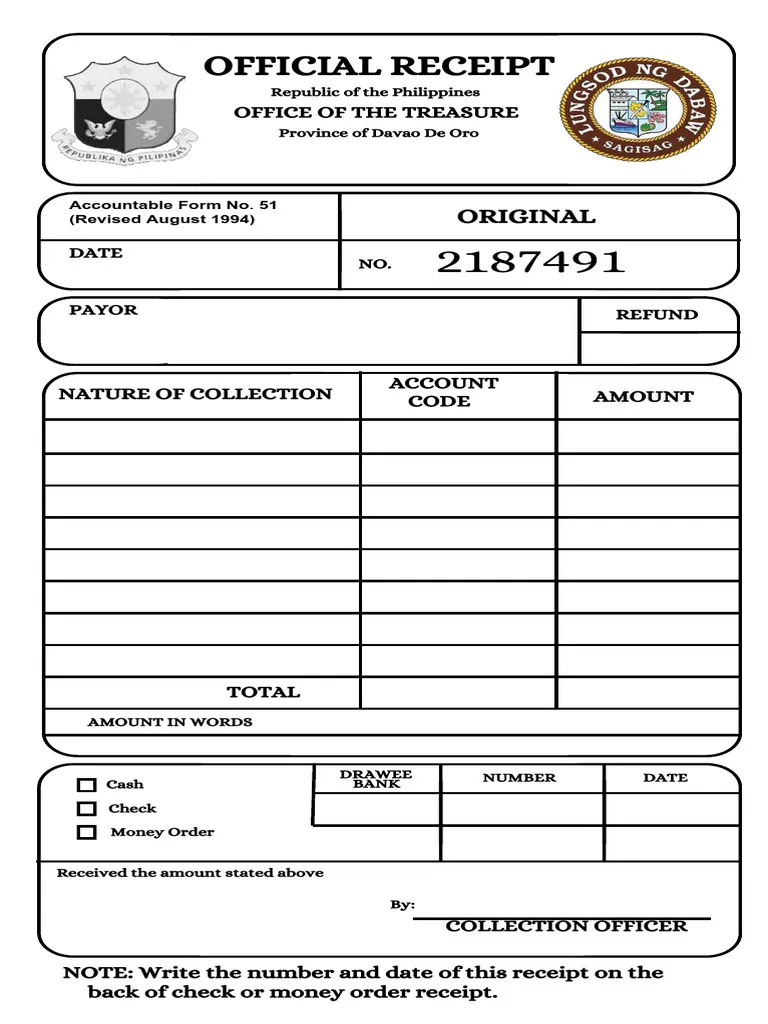 OFFICIAL RECEIPT
Republic of the Philippines
OFFICE OF THE TREASURE
Province of Davao De Oro
REPUBLIKA NG PILIPINAS
LUNGSOD NG DABAW
SAGISAG
Accountable Form No. 51
(Revised August 1994)
ORIGINAL
DATE
NO. 2187491
PAYOR
REFUND
NATURE OF COLLECTION
ACCOUNT
CODE
AMOUNT
TOTAL
AMOUNT IN WORDS
Cash
Check
Money Order
DRAWEE
BANK
NUMBER
DATE
Received the amount stated above
By:
COLLECTION OFFICER
NOTE: Write the number and date of this receipt on the
back of check or money order receipt.